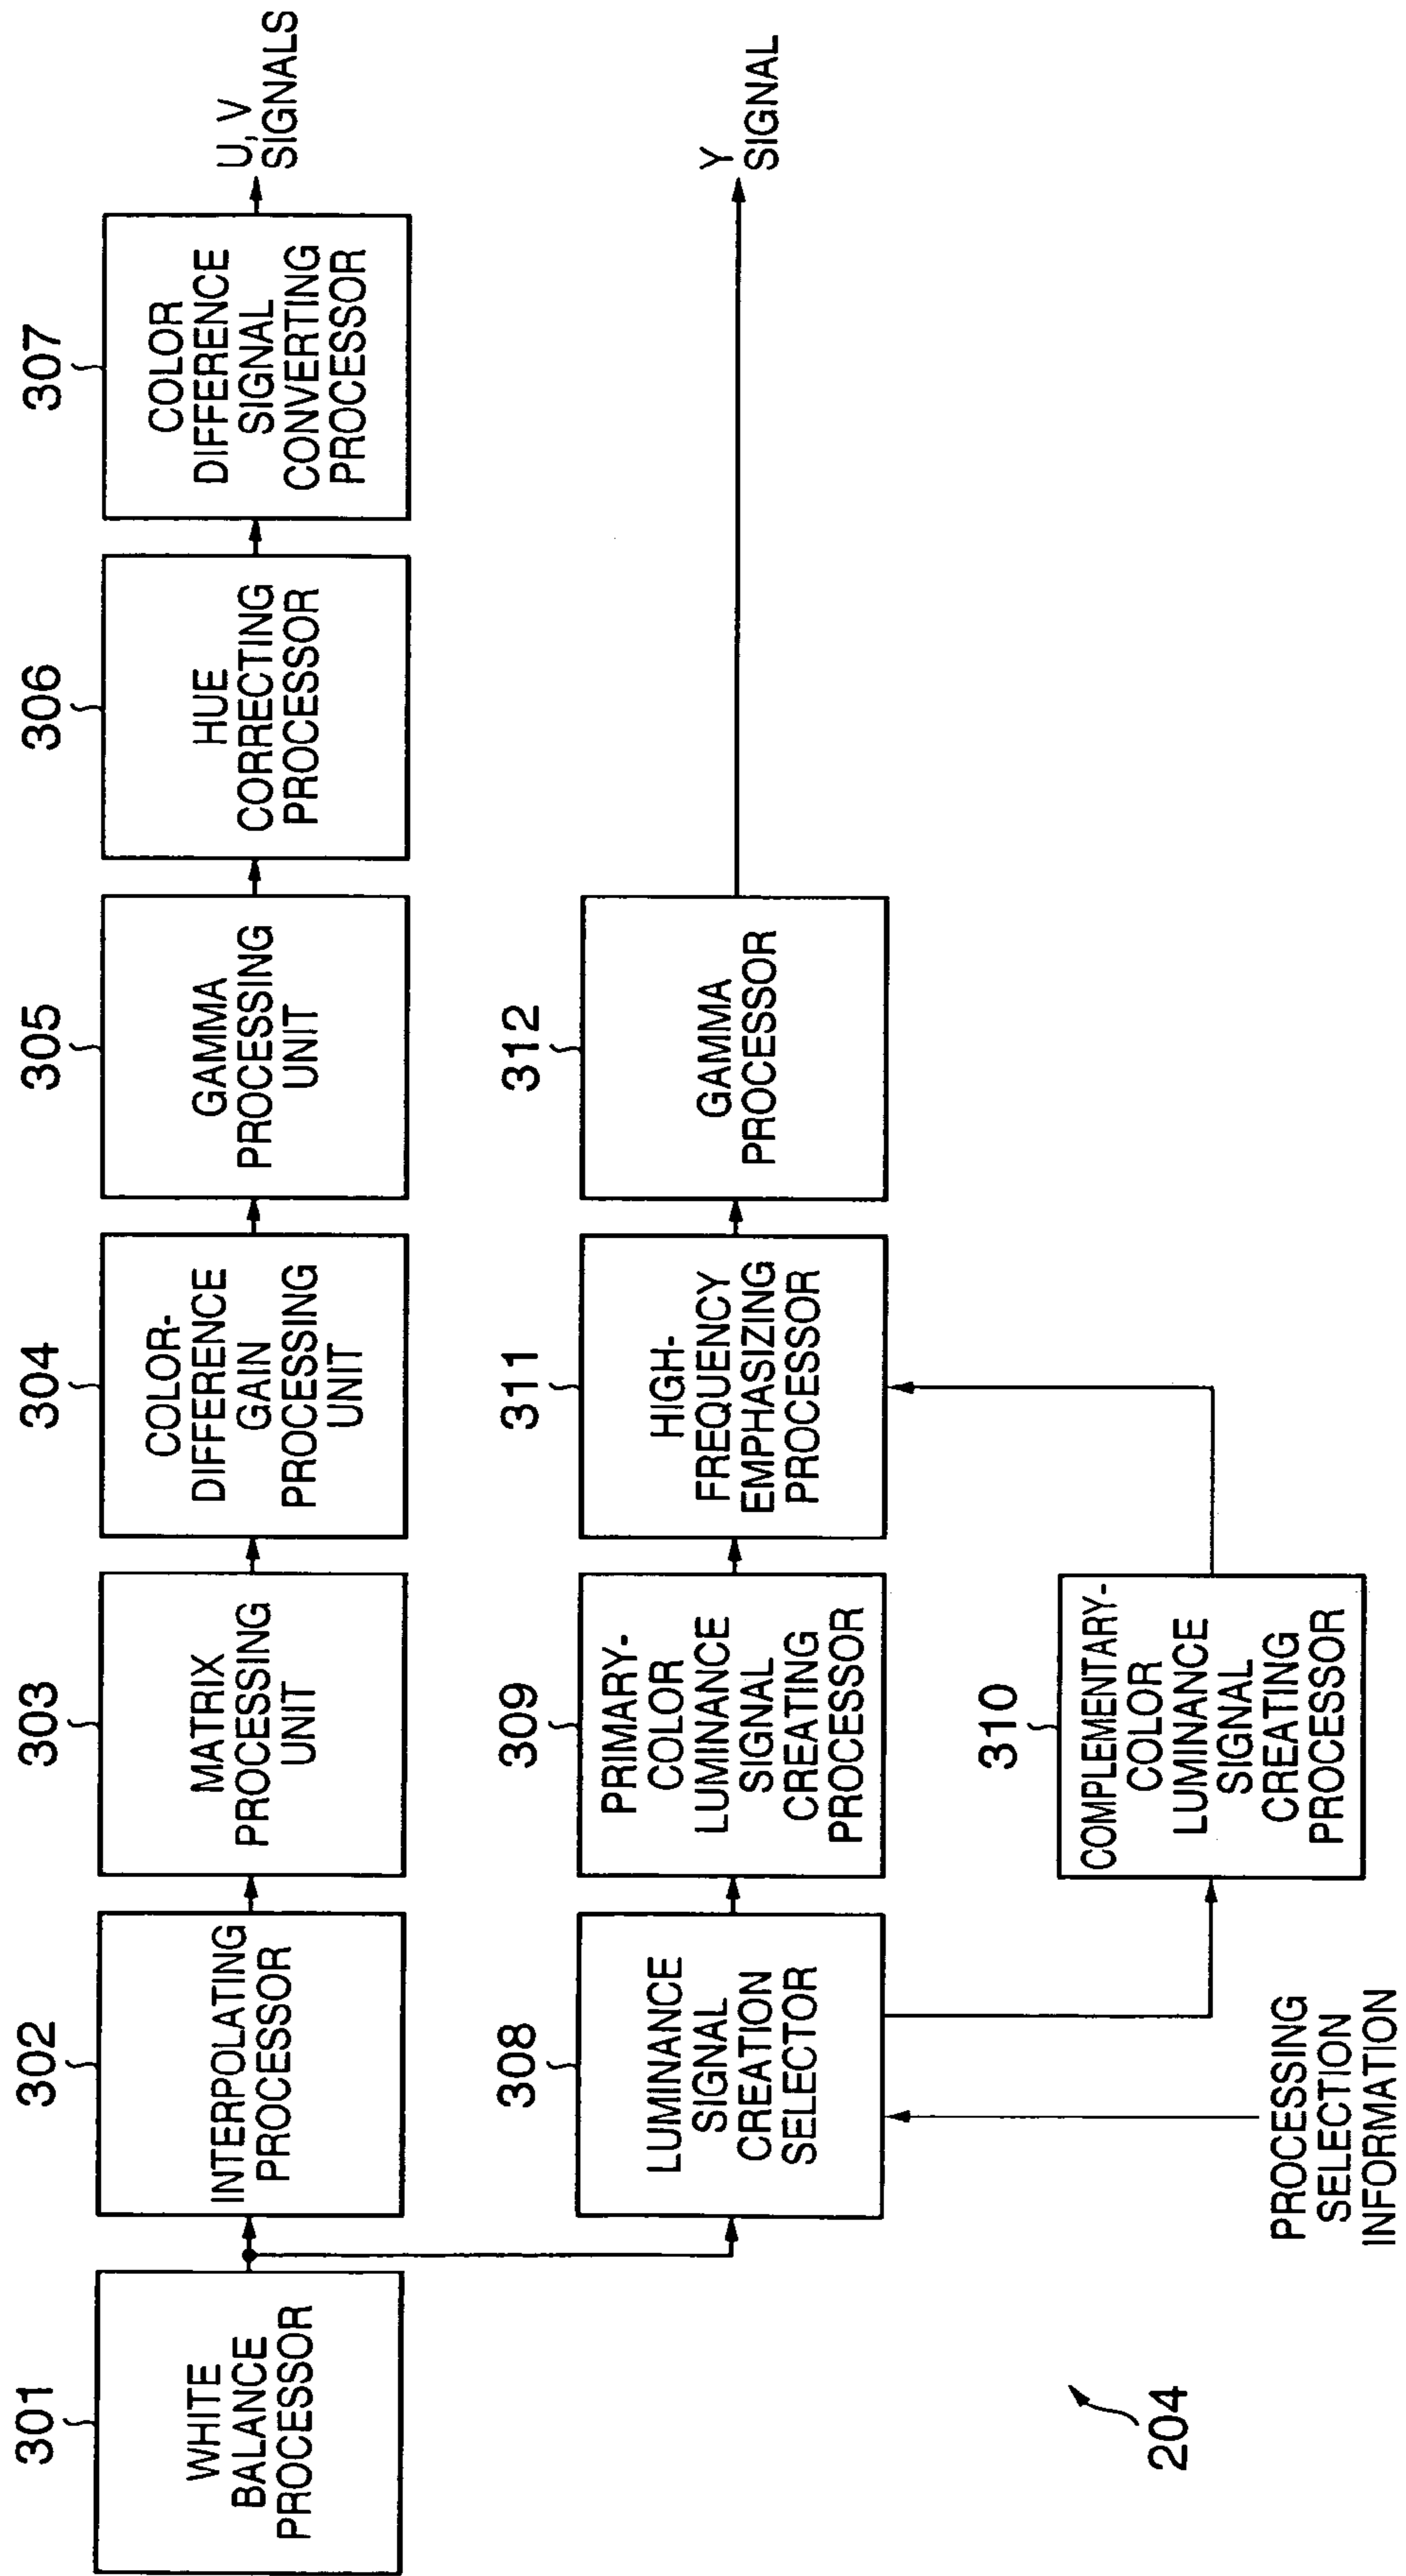 301
WHITE
BALANCE
PROCESSOR
302
INTERPOLATING
PROCESSOR
303
MATRIX
PROCESSING
UNIT
304
COLOR-
DIFFERENCE
GAIN
PROCESSING
UNIT
305
GAMMA
PROCESSING
UNIT
306
HUE
CORRECTING
PROCESSOR
307
COLOR
DIFFERENCE
SIGNAL
CONVERTING
PROCESSOR
U, V
SIGNALS
308
LUMINANCE
SIGNAL
CREATION
SELECTOR
309
PRIMARY-
COLOR
LUMINANCE
SIGNAL
CREATING
PROCESSOR
311
HIGH-
FREQUENCY
EMPHASIZING
PROCESSOR
312
GAMMA
PROCESSOR
Y
SIGNAL
310
COMPLEMENTARY-
COLOR
LUMINANCE
SIGNAL
CREATING
PROCESSOR
PROCESSING
SELECTION
INFORMATION
204